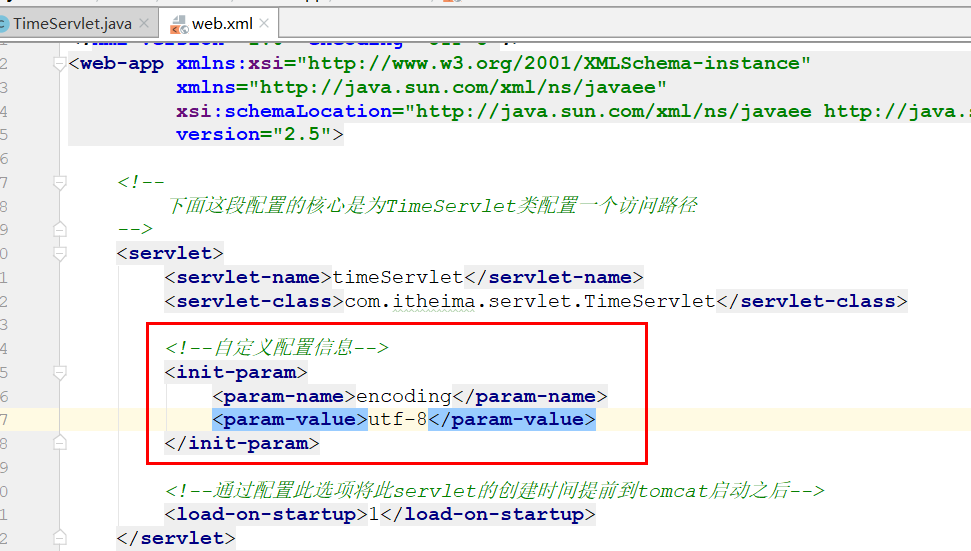 TimeServlet.java
web.xml
2 <web-app xmlns:xsi="http://www.w3.org/2001/XMLSchema-instance"
3 xmlns="http://java.sun.com/xml/ns/javaee"
4 xsi:schemaLocation="http://java.sun.com/xml/ns/javaee http://java.s
5 version="2.5">
6
7 <!--
8 下面这段配置的核心是为TimeServlet类配置一个访问路径
9 -->
0 <servlet>
1 <servlet-name>timeServlet</servlet-name>
2 <servlet-class>com.itheima.servlet.TimeServlet</servlet-class>
3
4 <!--自定义配置信息-->
5 <init-param>
6 <param-name>encoding</param-name>
7 <param-value>utf-8</param-value>
8 </init-param>
9
0 <!--通过配置此选项将此servlet的创建时间提前到tomcat启动之后-->
1 <load-on-startup>1</load-on-startup>
2 </servlet>